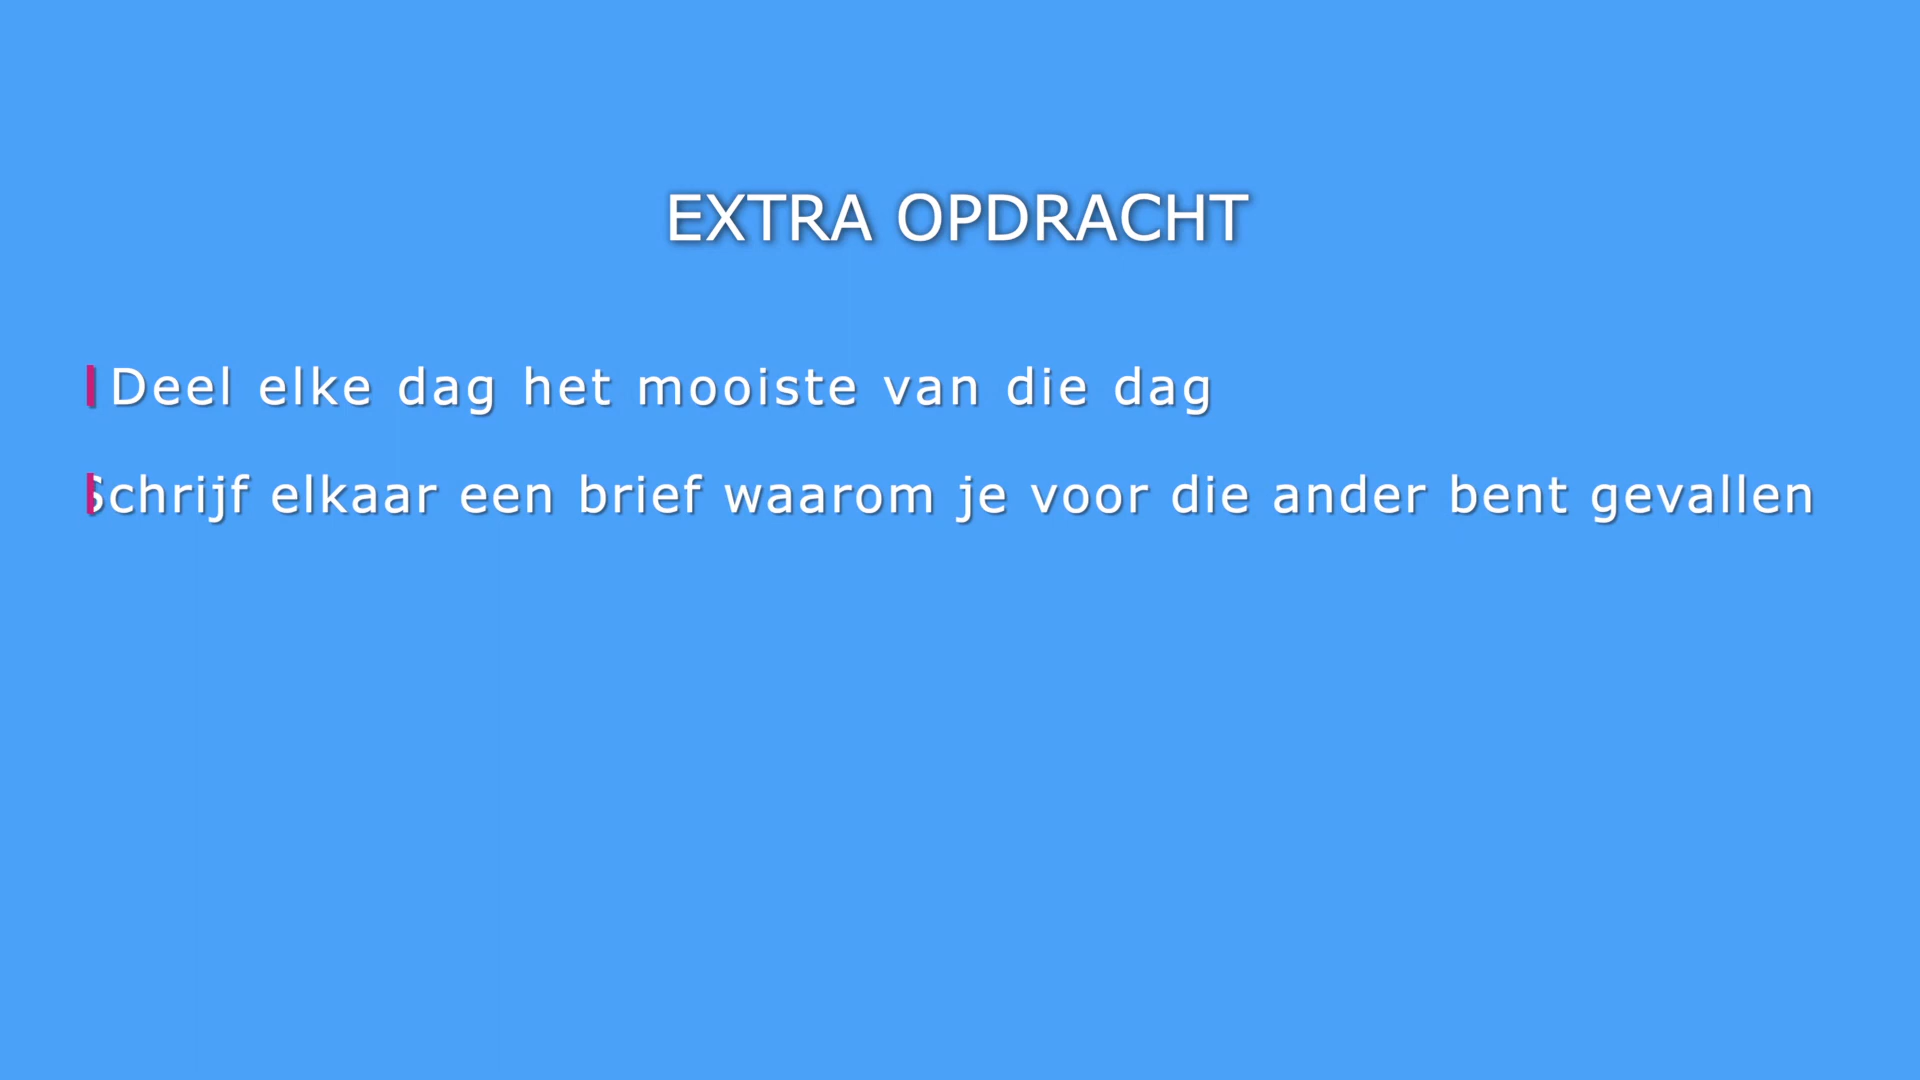 EXTRA OPDRACHT
Deel elke dag het mooiste van die dag
Schrijf elkaar een brief waarom je voor die ander bent gevallen